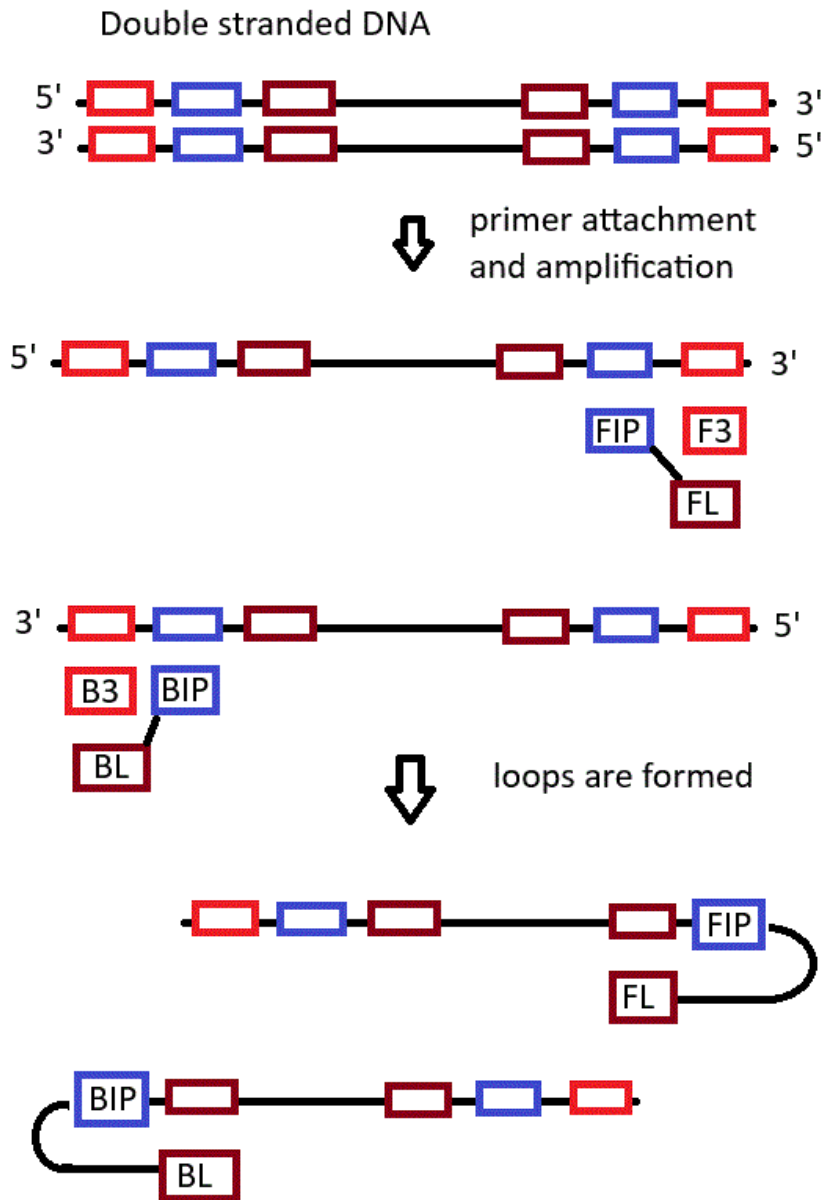 Double stranded DNA
5' 3'
3' 5'
primer attachment
and amplification
5' 3'
FIP F3
FL
3' 5'
B3 BIP
BL
loops are formed
FIP
FL
BIP
BL